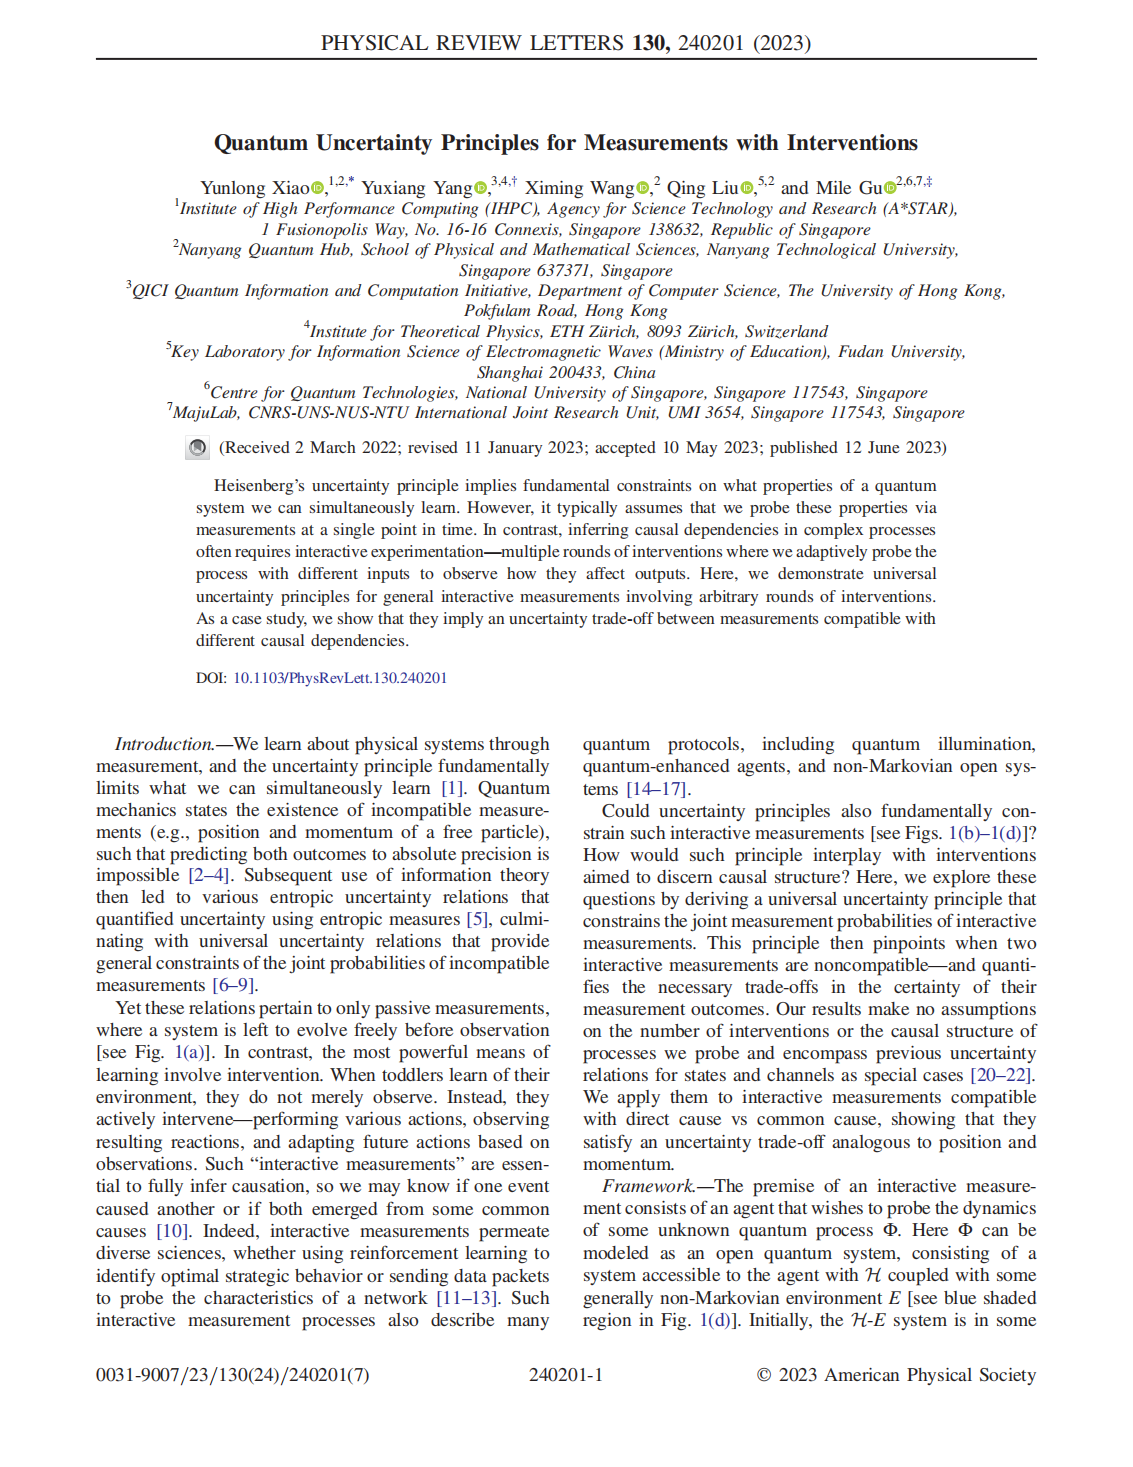 PHYSICAL REVIEW LETTERS 130, 240201 (2023)
Quantum Uncertainty Principles for Measurements with Interventions
Yunlong Xiao,1,2,* Yuxiang Yang,3,4,† Ximing Wang,2 Qing Liu,5,2 and Mile Gu2,6,7,‡
1Institute of High Performance Computing (IHPC), Agency for Science Technology and Research (A*STAR),
1 Fusionopolis Way, No. 16-16 Connexis, Singapore 138632, Republic of Singapore
2Nanyang Quantum Hub, School of Physical and Mathematical Sciences, Nanyang Technological University,
Singapore 637371, Singapore
3QICI Quantum Information and Computation Initiative, Department of Computer Science, The University of Hong Kong,
Pokfulam Road, Hong Kong
4Institute for Theoretical Physics, ETH Zürich, 8093 Zürich, Switzerland
5Key Laboratory for Information Science of Electromagnetic Waves (Ministry of Education), Fudan University,
Shanghai 200433, China
6Centre for Quantum Technologies, National University of Singapore, Singapore 117543, Singapore
7MajuLab, CNRS-UNS-NUS-NTU International Joint Research Unit, UMI 3654, Singapore 117543, Singapore
(Received 2 March 2022; revised 11 January 2023; accepted 10 May 2023; published 12 June 2023)
Heisenberg's uncertainty principle implies fundamental constraints on what properties of a quantum
system we can simultaneously learn. However, it typically assumes that we probe these properties via
measurements at a single point in time. In contrast, inferring causal dependencies in complex processes
often requires interactive experimentation—multiple rounds of interventions where we adaptively probe the
process with different inputs to observe how they affect outputs. Here, we demonstrate universal
uncertainty principles for general interactive measurements involving arbitrary rounds of interventions.
As a case study, we show that they imply an uncertainty trade-off between measurements compatible with
different causal dependencies.
DOI: 10.1103/PhysRevLett.130.240201
Introduction.—We learn about physical systems through
measurement, and the uncertainty principle fundamentally
limits what we can simultaneously learn [1]. Quantum
mechanics states the existence of incompatible measure-
ments (e.g., position and momentum of a free particle),
such that predicting both outcomes to absolute precision is
impossible [2–4]. Subsequent use of information theory
then led to various entropic uncertainty relations that
quantified uncertainty using entropic measures [5], culmi-
nating with universal uncertainty relations that provide
general constraints of the joint probabilities of incompatible
measurements [6–9].
Yet these relations pertain to only passive measurements,
where a system is left to evolve freely before observation
[see Fig. 1(a)]. In contrast, the most powerful means of
learning involve intervention. When toddlers learn of their
environment, they do not merely observe. Instead, they
actively intervene—performing various actions, observing
resulting reactions, and adapting future actions based on
observations. Such “interactive measurements” are essen-
tial to fully infer causation, so we may know if one event
caused another or if both emerged from some common
causes [10]. Indeed, interactive measurements permeate
diverse sciences, whether using reinforcement learning to
identify optimal strategic behavior or sending data packets
to probe the characteristics of a network [11–13]. Such
interactive measurement processes also describe many
quantum protocols, including quantum illumination,
quantum-enhanced agents, and non-Markovian open sys-
tems [14–17].
Could uncertainty principles also fundamentally con-
strain such interactive measurements [see Figs. 1(b)–1(d)]?
How would such principle interplay with interventions
aimed to discern causal structure? Here, we explore these
questions by deriving a universal uncertainty principle that
constrains the joint measurement probabilities of interactive
measurements. This principle then pinpoints when two
interactive measurements are noncompatible—and quanti-
fies the necessary trade-offs in the certainty of their
measurement outcomes. Our results make no assumptions
on the number of interventions or the causal structure of
processes we probe and encompass previous uncertainty
relations for states and channels as special cases [20–22].
We apply them to interactive measurements compatible
with direct cause vs common cause, showing that they
satisfy an uncertainty trade-off analogous to position and
momentum.
Framework.—The premise of an interactive measure-
ment consists of an agent that wishes to probe the dynamics
of some unknown quantum process Φ. Here Φ can be
modeled as an open quantum system, consisting of a
system accessible to the agent with ℋ coupled with some
generally non-Markovian environment E [see blue shaded
region in Fig. 1(d)]. Initially, the ℋ-E system is in some
0031-9007/23/130(24)/240201(7)
240201-1
© 2023 American Physical Society